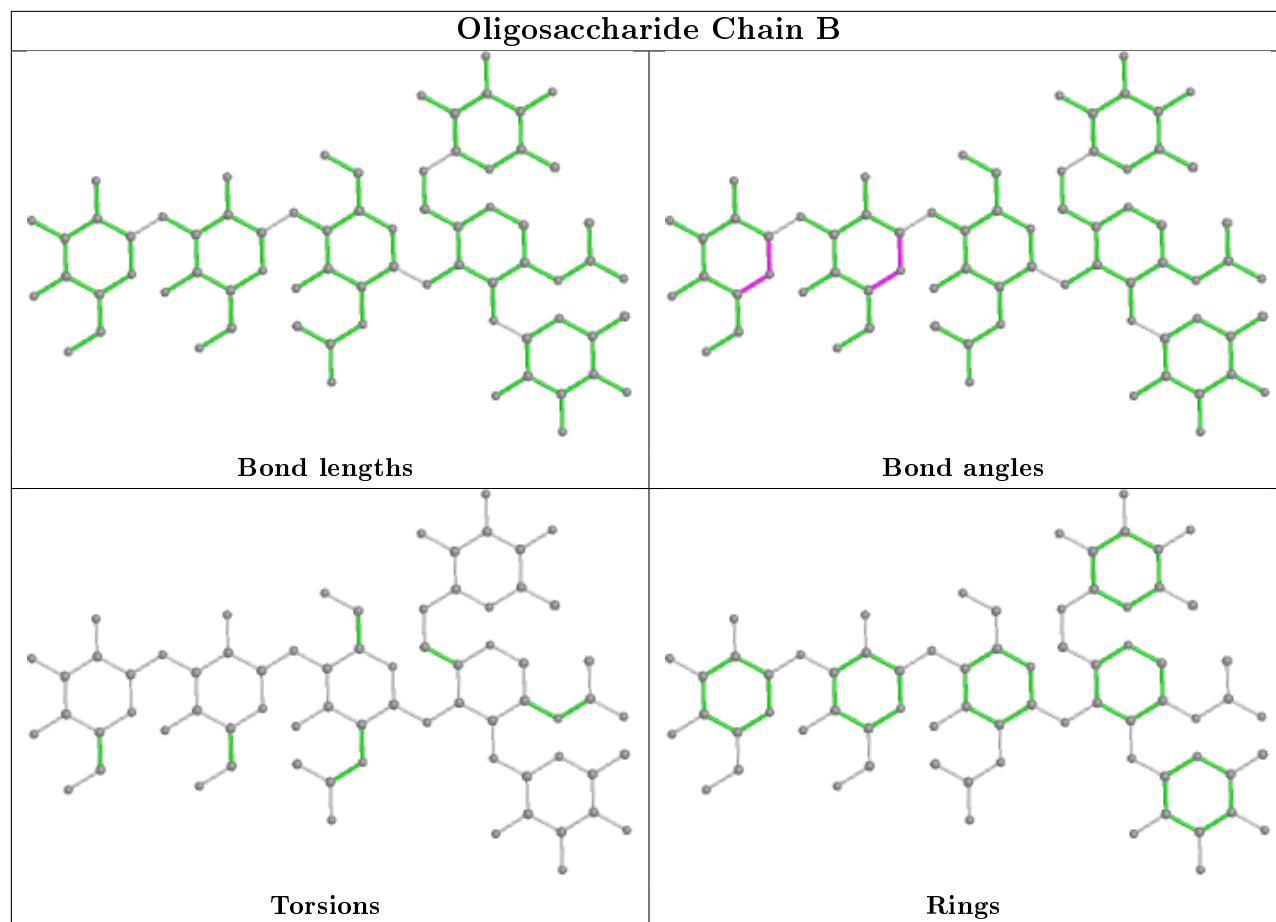 Oligosaccharide Chain B
Bond lengths
Bond angles
Torsions
Rings